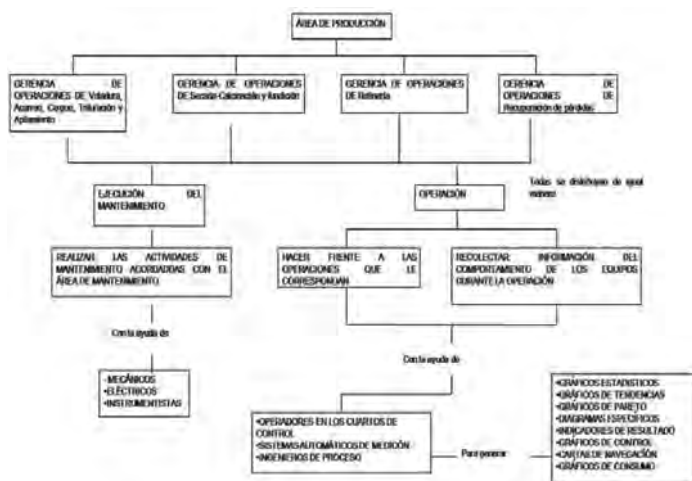 ÁREA DE PRODUCCIÓN
GERENCIA DE
OPERACIONES DE Voladura,
Acarreo, Carguo, Trituración y
Apilamiento
GERENCIA DE OPERACIONES
DE Secado-Calcinación y fundición
GERENCIA DE OPERACIONES
DE Refinería
GERENCIA DE
OPERACIONES DE
Recuperación de pérdidas
EJECUCIÓN DEL
MANTENIMIENTO
OPERACIÓN
Todas se distribuyen de igual
manera
REALIZAR LAS ACTIVIDADES DE
MANTENIMIENTO ACORDADDAS CON EL
ÁREA DE MANTENIMIENTO
HACER FRENTE A LAS
OPERACIONES QUE LE
CORRESPONDAN
RECOLECTAR INFORMACIÓN DEL
COMPORTAMIENTO DE LOS EQUIPOS
DURANTE LA OPERACIÓN
Con la ayuda de
Con la ayuda de
•MECÁNICOS
•ELÉCTRICOS
•INSTRUMENTISTAS
•OPERADORES EN LOS CUARTOS DE
CONTROL
•SISTEMAS AUTOMÁTICOS DE MEDICÓN
•INGENIEROS DE PROCESO
Para generar
•GRÁFICOS ESTADISTICOS
•GRÁFICOS DE TENDENCIAS
•GRÁFICOS DE PARETO
•DIAGRAMAS ESPECÍFICOS
•INDICADORES DE RESULTADO
•GRÁFICOS DE CONTROL
•CARTAS DE NAVEGACIÓN
•GRÁFICOS DE CONSUMO